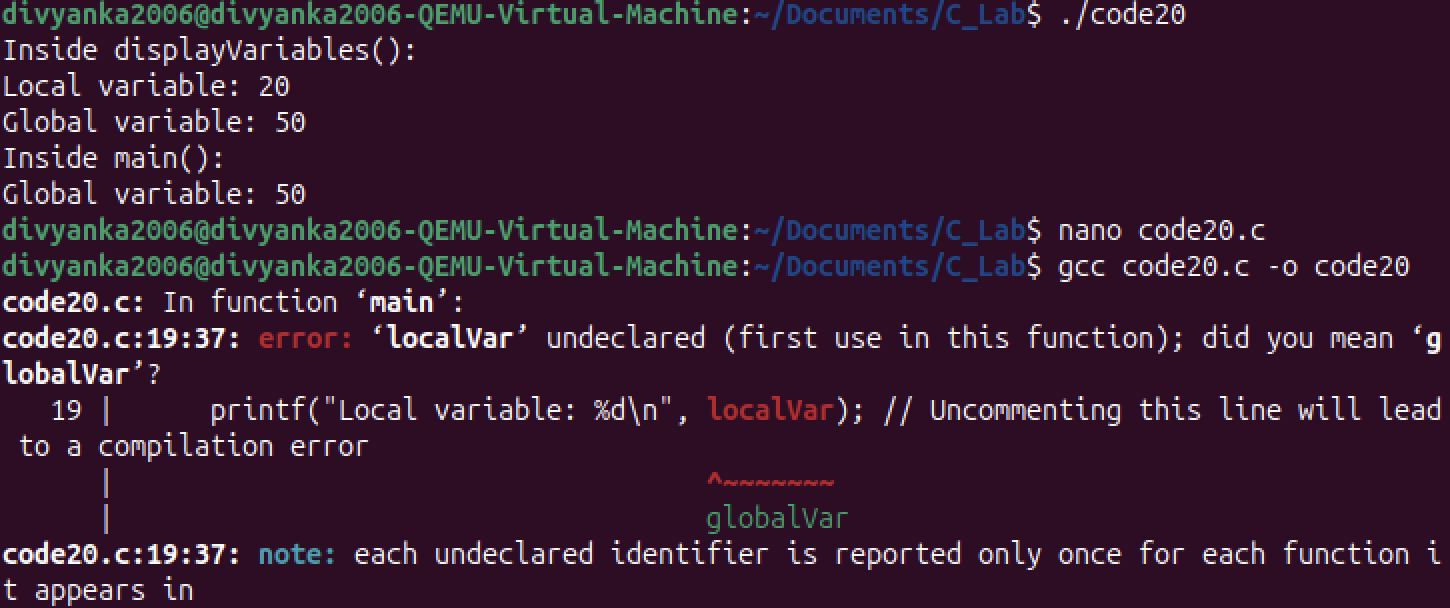 divyanka2006@divyanka2006-QEMU-Virtual-Machine:~/Documents/C_Lab$ ./code20
Inside displayVariables():
Local variable: 20
Global variable: 50
Inside main():
Global variable: 50
divyanka2006@divyanka2006-QEMU-Virtual-Machine:~/Documents/C_Lab$ nano code20.c
divyanka2006@divyanka2006-QEMU-Virtual-Machine:~/Documents/C_Lab$ gcc code20.c -o code20
code20.c: In function ‘main’:
code20.c:19:37: error: ‘localVar’ undeclared (first use in this function); did you mean ‘g
lobalVar’?
   19 |      printf("Local variable: %d\n", localVar); // Uncommenting this line will lead
 to a compilation error
      |                                     ^~~~~~~~
      |                                     globalVar
code20.c:19:37: note: each undeclared identifier is reported only once for each function i
t appears in